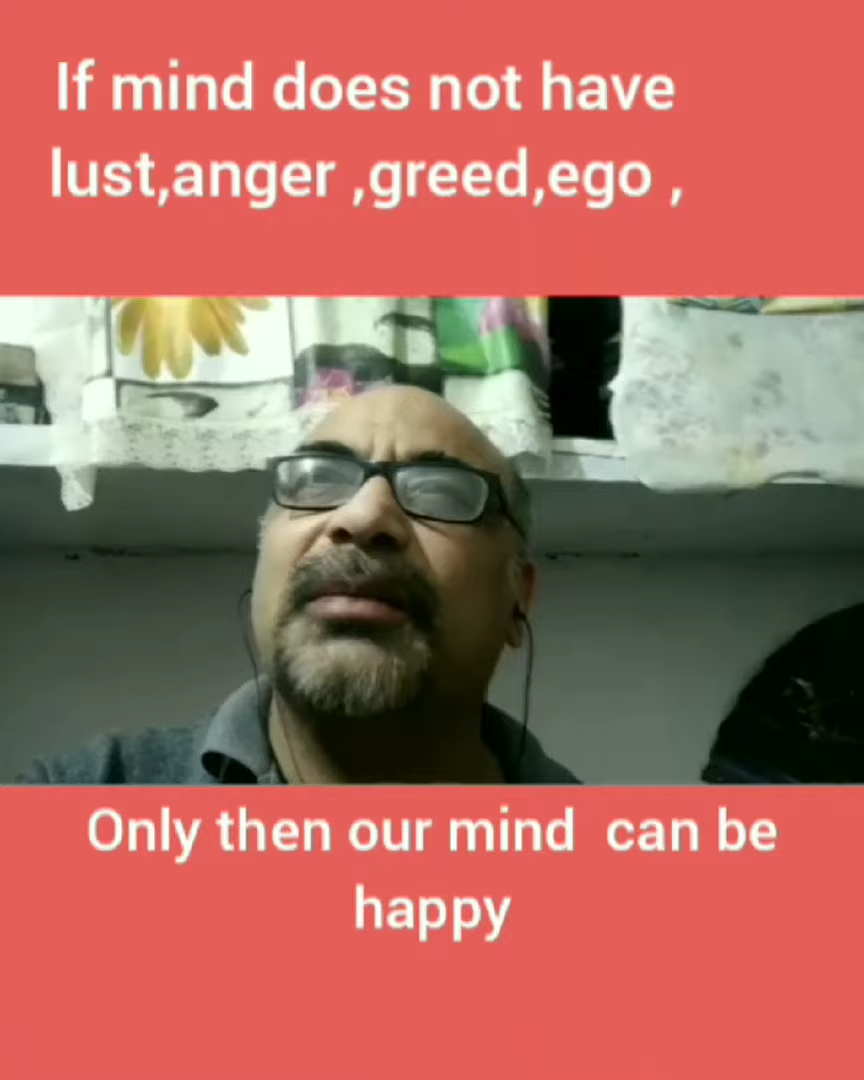 If mind does not have
lust,anger ,greed,ego ,
Only then our mind can be
happy